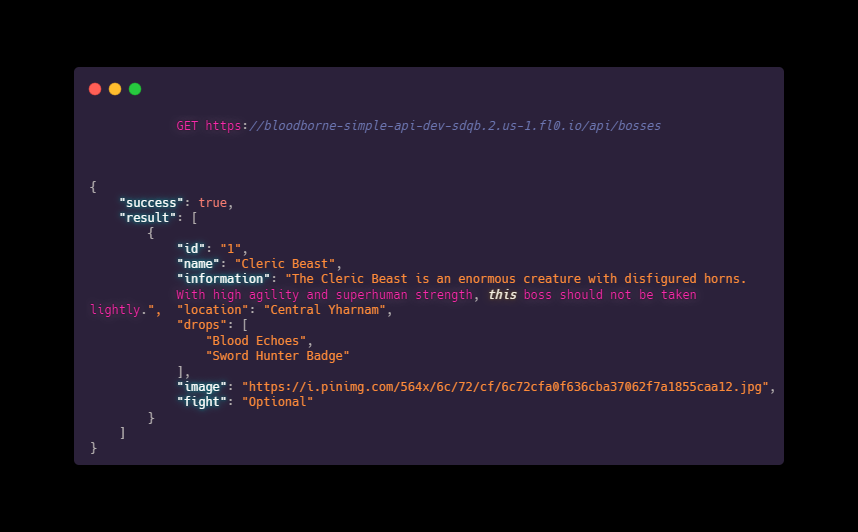 GET https://bloodborne-simple-api-dev-sdqb.2.us-1.fl0.io/api/bosses
{
"success": true,
"result": [
{
"id": "1",
"name": "Cleric Beast",
"information": "The Cleric Beast is an enormous creature with disfigured horns.
With high agility and superhuman strength, this boss should not be taken
lightly.", "location": "Central Yharnam",
"drops": [
"Blood Echoes",
"Sword Hunter Badge"
],
"image": "https://i.pinimg.com/564x/6c/72/cf/6c72cfa0f636cba37062f7a1855caa12.jpg",
"fight": "Optional"
}
]
}